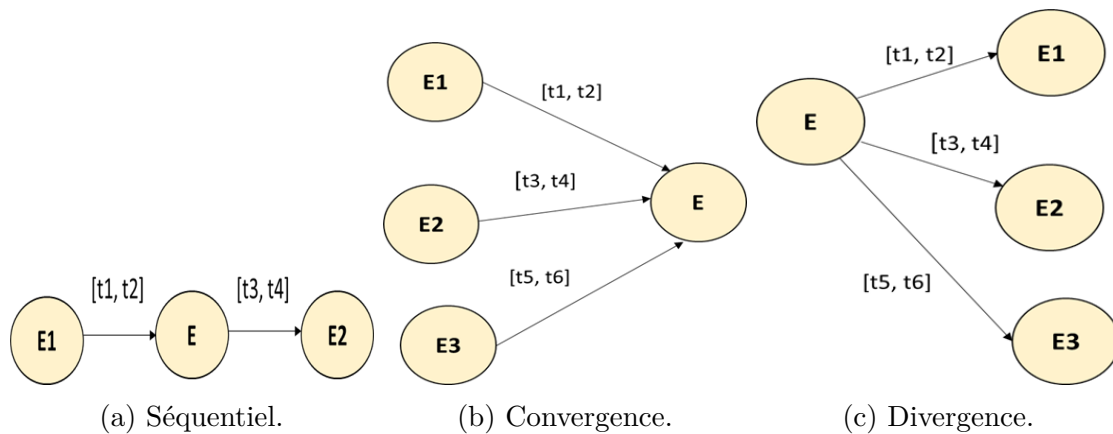 [t1, t2]
[t3, t4]
E1
E
E2
(a) Séquentiel.
E1
[t1, t2]
[t3, t4]
E2
E
[t5, t6]
E3
(b) Convergence.
[t1, t2]
E1
E
[t3, t4]
E2
[t5, t6]
E3
(c) Divergence.